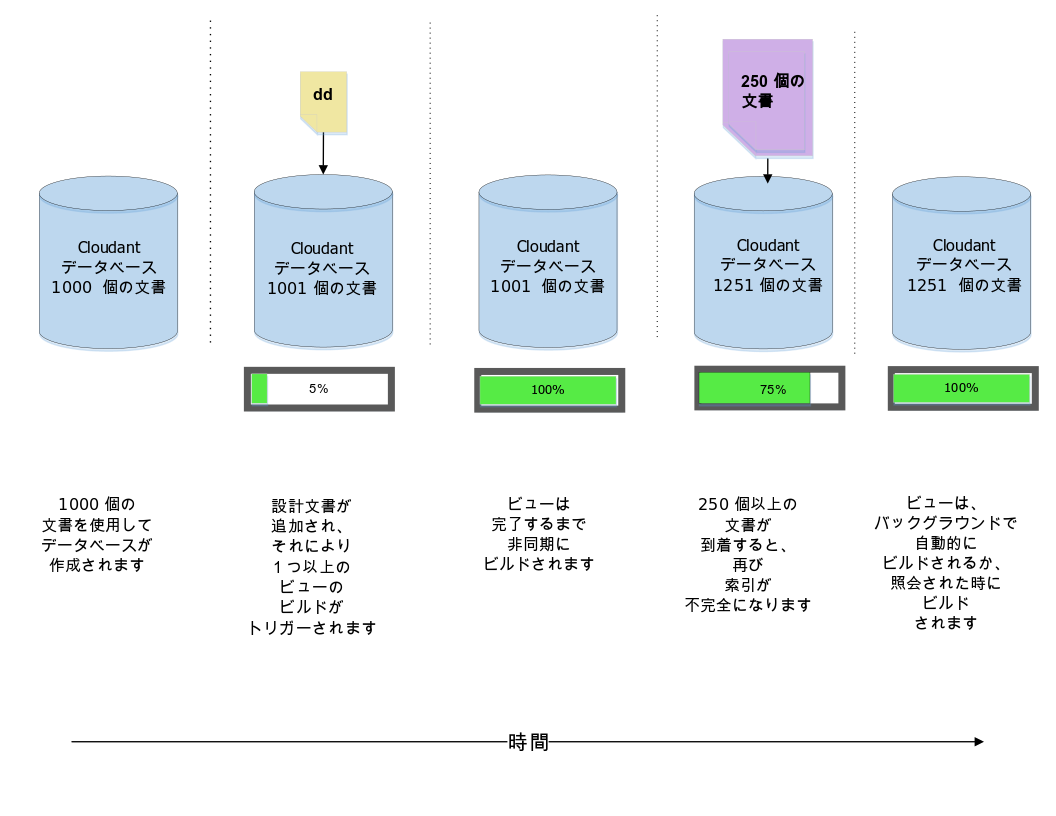 dd
250 個の
文書
Cloudant
データベース
1000 個の文書
Cloudant
データベース
1001 個の文書
Cloudant
データベース
1001 個の文書
Cloudant
データベース
1251 個の文書
Cloudant
データベース
1251 個の文書
5%
100%
75%
100%
1000 個の
文書を使用して
データベースが
作成されます
設計文書が
追加され、
それにより
1 つ以上の
ビューの
ビルドが
トリガーされます
ビューは
完了するまで
非同期に
ビルドされます
250 個以上の
文書が
到着すると、
再び
索引が
不完全になります
ビューは、
バックグラウンドで
自動的に
ビルドされるか、
照会された時に
ビルド
されます
時間